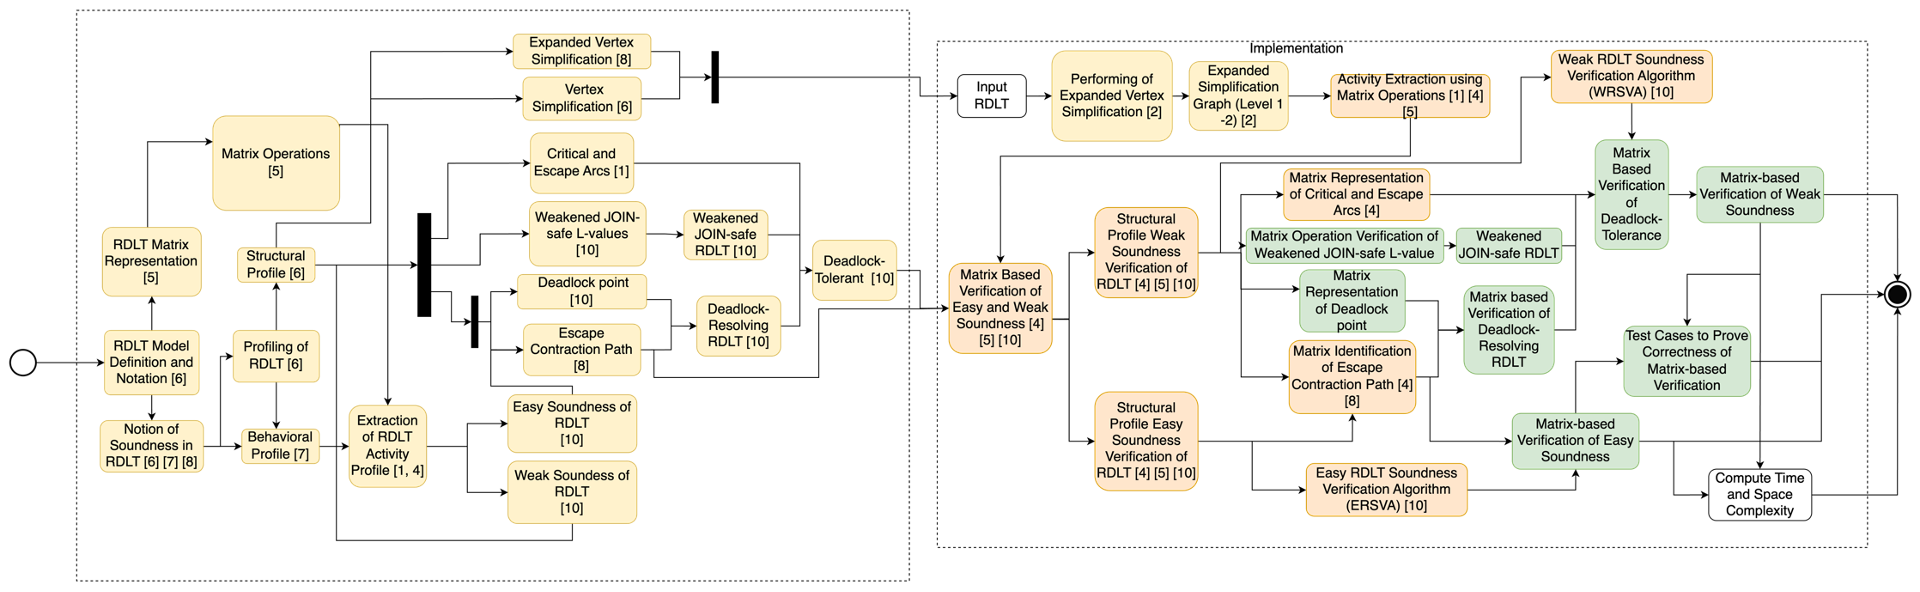 Expanded Vertex
Simplification [8]
Vertex
Simplification [6]
Matrix Operations
[5]
Critical and
Escape Arcs [1]
RDLT Matrix
Representation
[5]
Structural
Profile [6]
Weakened JOIN-
safe L-values
[10]
Weakened
JOIN-safe
RDLT [10]
Deadlock-
Tolerant [10]
Deadlock point
[10]
Deadlock-
Resolving
RDLT [10]
Escape
Contraction Path
[8]
RDLT Model
Definition and
Notation [6]
Profiling of
RDLT [6]
Notion of
Soundness in
RDLT [6] [7] [8]
Behavioral
Profile [7]
Extraction
of RDLT
Activity
Profile [1, 4]
Easy Soundness of
RDLT
[10]
Weak Soundess of
RDLT
[10]
Implementation
Input
RDLT
Performing of
Expanded Vertex
Simplification [2]
Expanded
Simplification
Graph (Level 1
-2) [2]
Activity Extraction using
Matrix Operations [1] [4]
[5]
Weak RDLT Soundness
Verification Algorithm
(WRSVA) [10]
Matrix
Based
Verification
of
Deadlock-
Tolerance
Matrix-based
Verification of Weak
Soundness
Matrix Representation
of Critical and Escape
Arcs [4]
Structural
Profile Weak
Soundness
Verification of
RDLT [4] [5] [10]
Matrix Operation Verification of
Weakened JOIN-safe L-value
Weakened
JOIN-safe RDLT
Matrix Based
Verification of
Easy and Weak
Soundness [4]
[5] [10]
Matrix
Representation
of Deadlock
point
Matrix based
Verification of
Deadlock-
Resolving
RDLT
Matrix Identification
of Escape
Contraction Path [4]
[8]
Test Cases to Prove
Correctness of
Matrix-based
Verification
Structural
Profile Easy
Soundness
Verification of
RDLT [4] [5] [10]
Matrix-based
Verification of Easy
Soundness
Easy RDLT Soundness
Verification Algorithm
(ERSVA) [10]
Compute Time
and Space
Complexity